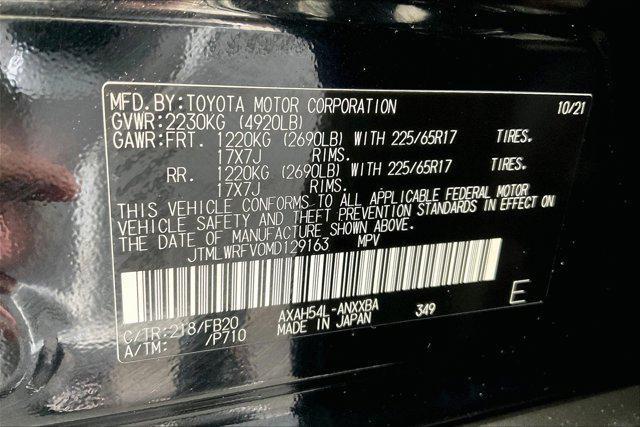 MFD.BY:TOYOTA MOTOR CORPORATION 10/21
GVWR:2230KG (4920LB)
GAWR:FRT. 1220KG (2690LB) WITH 225/65R17 TIRES.
17X7J RIMS.
RR. 1220KG (2690LB) WITH 225/65R17 TIRES.
17X7J RIMS.
THIS VEHICLE CONFORMS TO ALL APPLICABLE FEDERAL MOTOR
VEHICLE SAFETY AND THEFT PREVENTION STANDARDS IN EFFECT ON
THE DATE OF MANUFACTURE SHOWN ABOVE.
JTMLWRFV0MD129163 MPV
C/TR:218/FB20 AXAH54L-ANXXBA 349 E
A/TM: /P710 MADE IN JAPAN